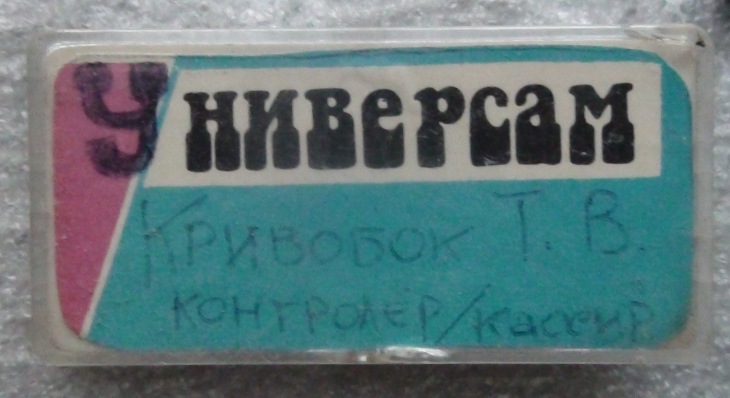 Универсам
Кривобок Т. В.
контролер/кассир